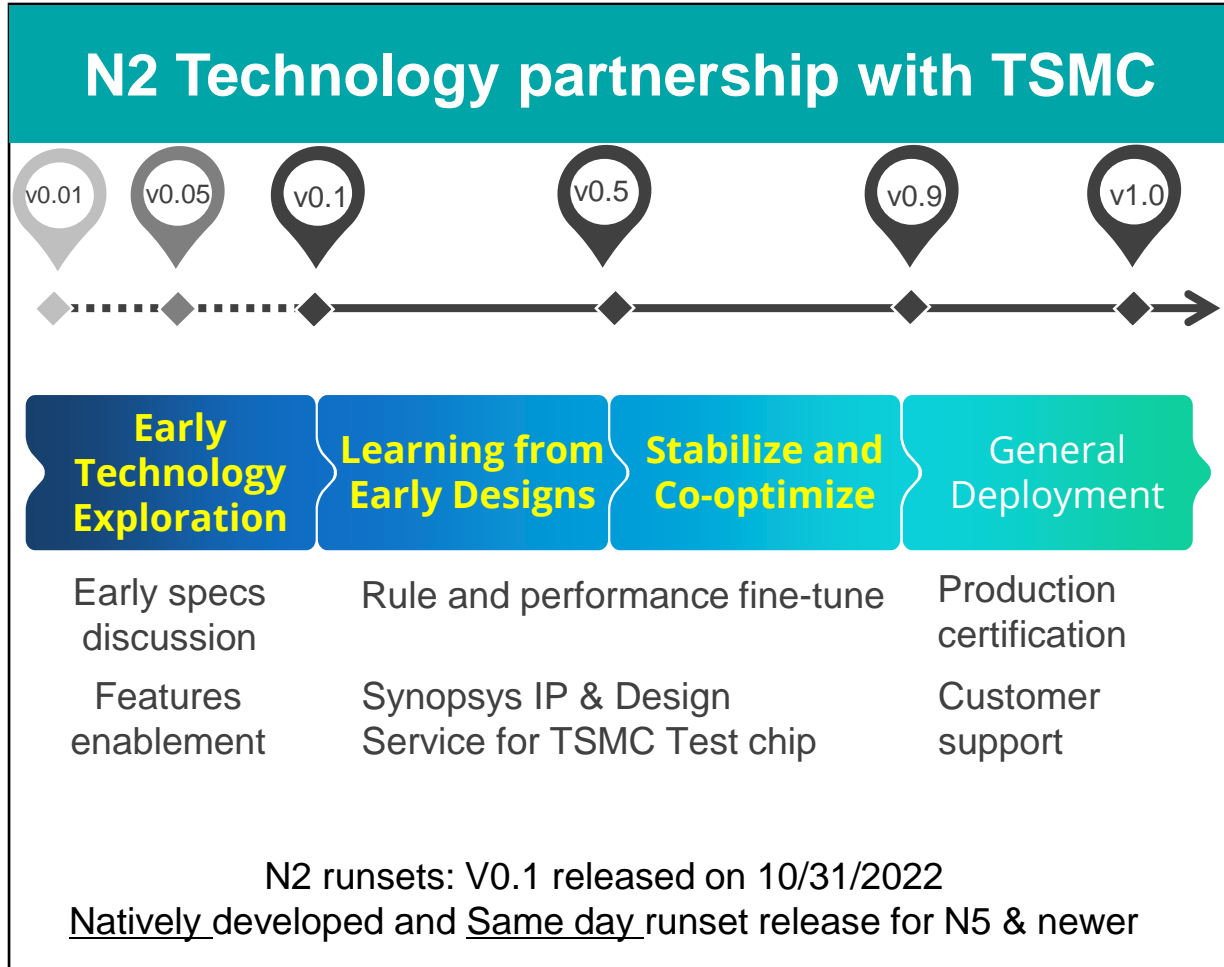 N2 Technology partnership with TSMC
v0.01
v0.05
v0.1
v0.5
v0.9
v1.0
Early
Technology
Exploration
Learning from
Early Designs
Stabilize and
Co-optimize
General
Deployment
Early specs
discussion
Rule and performance fine-tune
Production
certification
Features
enablement
Synopsys IP & Design
Service for TSMC Test chip
Customer
support
N2 runsets: V0.1 released on 10/31/2022
Natively developed and Same day runset release for N5 & newer